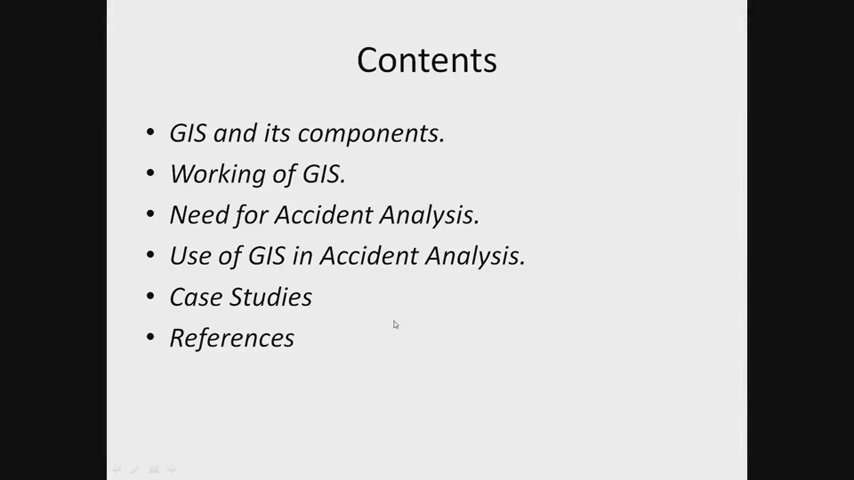 Contents
• GIS and its components.
• Working of GIS.
• Need for Accident Analysis.
• Use of GIS in Accident Analysis.
• Case Studies
• References